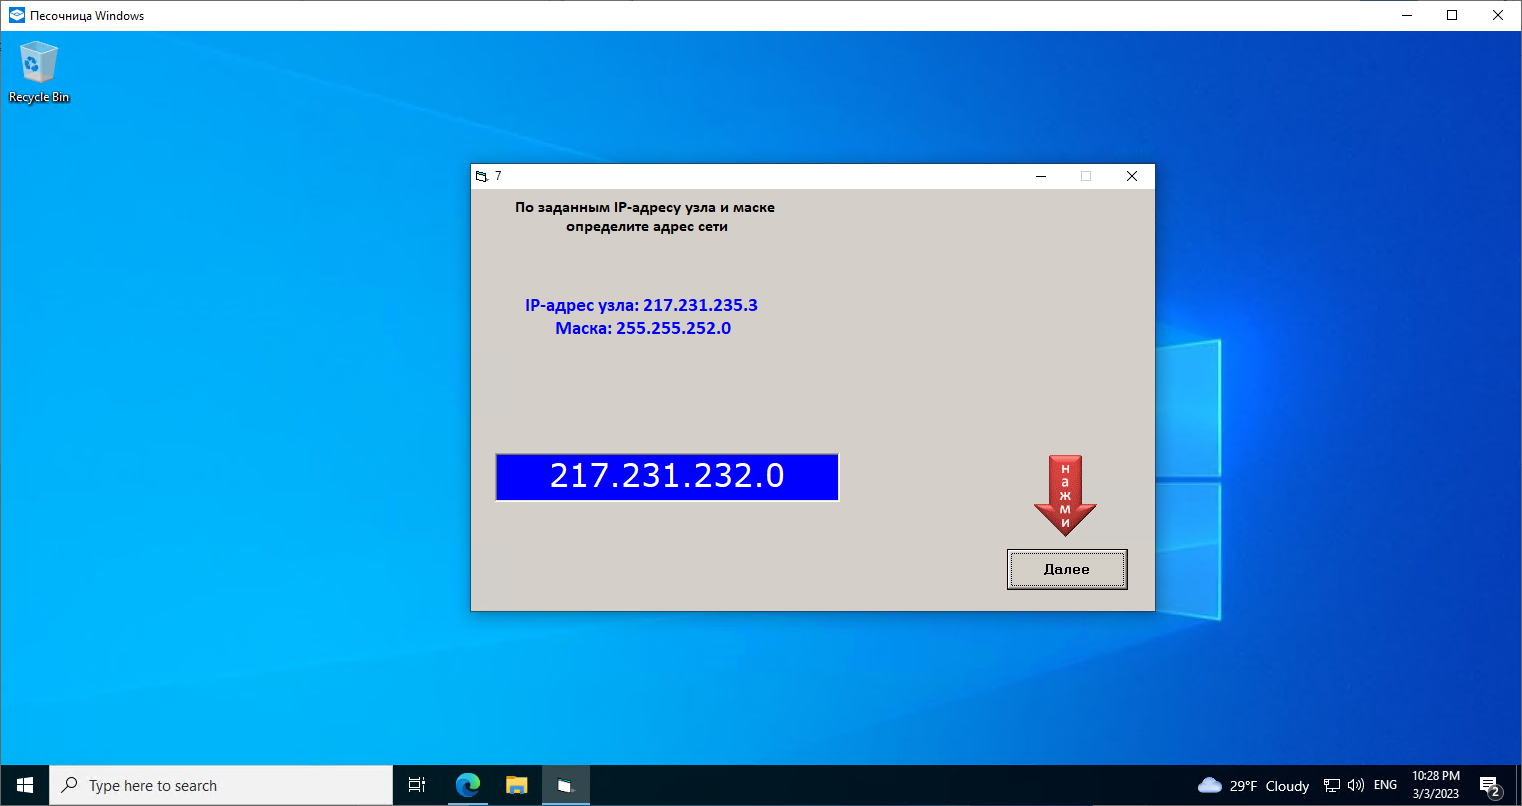 Песочница Windows
Recycle Bin
7
По заданным IP-адресу узла и маске
определите адрес сети
IP-адрес узла: 217.231.235.3
Маска: 255.255.252.0
217.231.232.0
нажми
Далее
Type here to search
29°F Cloudy
ENG
10:28 PM
3/3/2023
2